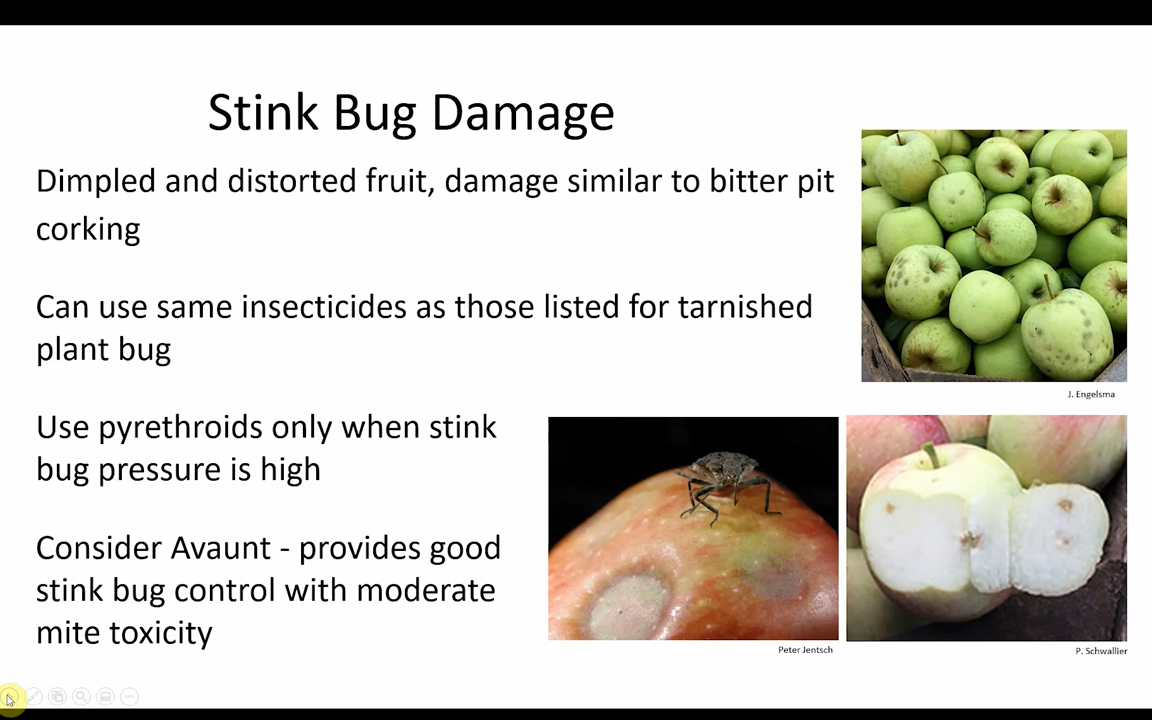 Stink Bug Damage
Dimpled and distorted fruit, damage similar to bitter pit
corking
Can use same insecticides as those listed for tarnished
plant bug
Use pyrethroids only when stink
bug pressure is high
Consider Avaunt - provides good
stink bug control with moderate
mite toxicity
J. Engelsma
Peter Jentsch
P. Schwallier